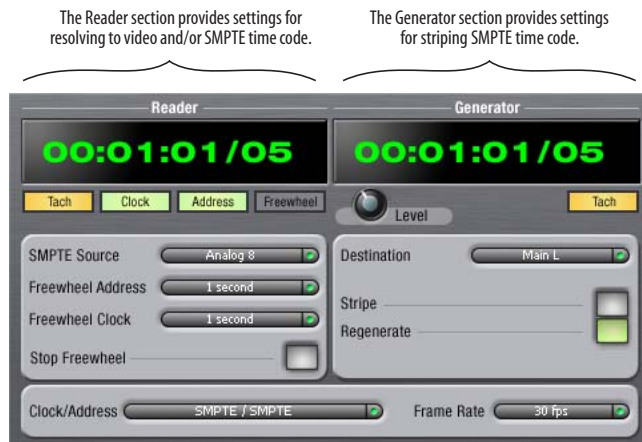 The Reader section provides settings for
resolving to video and/or SMPTE time code.
The Generator section provides settings
for striping SMPTE time code.
Reader
00:01:01/05
Tach
Clock
Address
Freewheel
SMPTE Source
Analog 8
Freewheel Address
1 second
Freewheel Clock
1 second
Stop Freewheel
Generator
00:01:01/05
Level
Tach
Destination
Main L
Stripe
Regenerate
Clock/Address
SMPTE / SMPTE
Frame Rate
30 fps